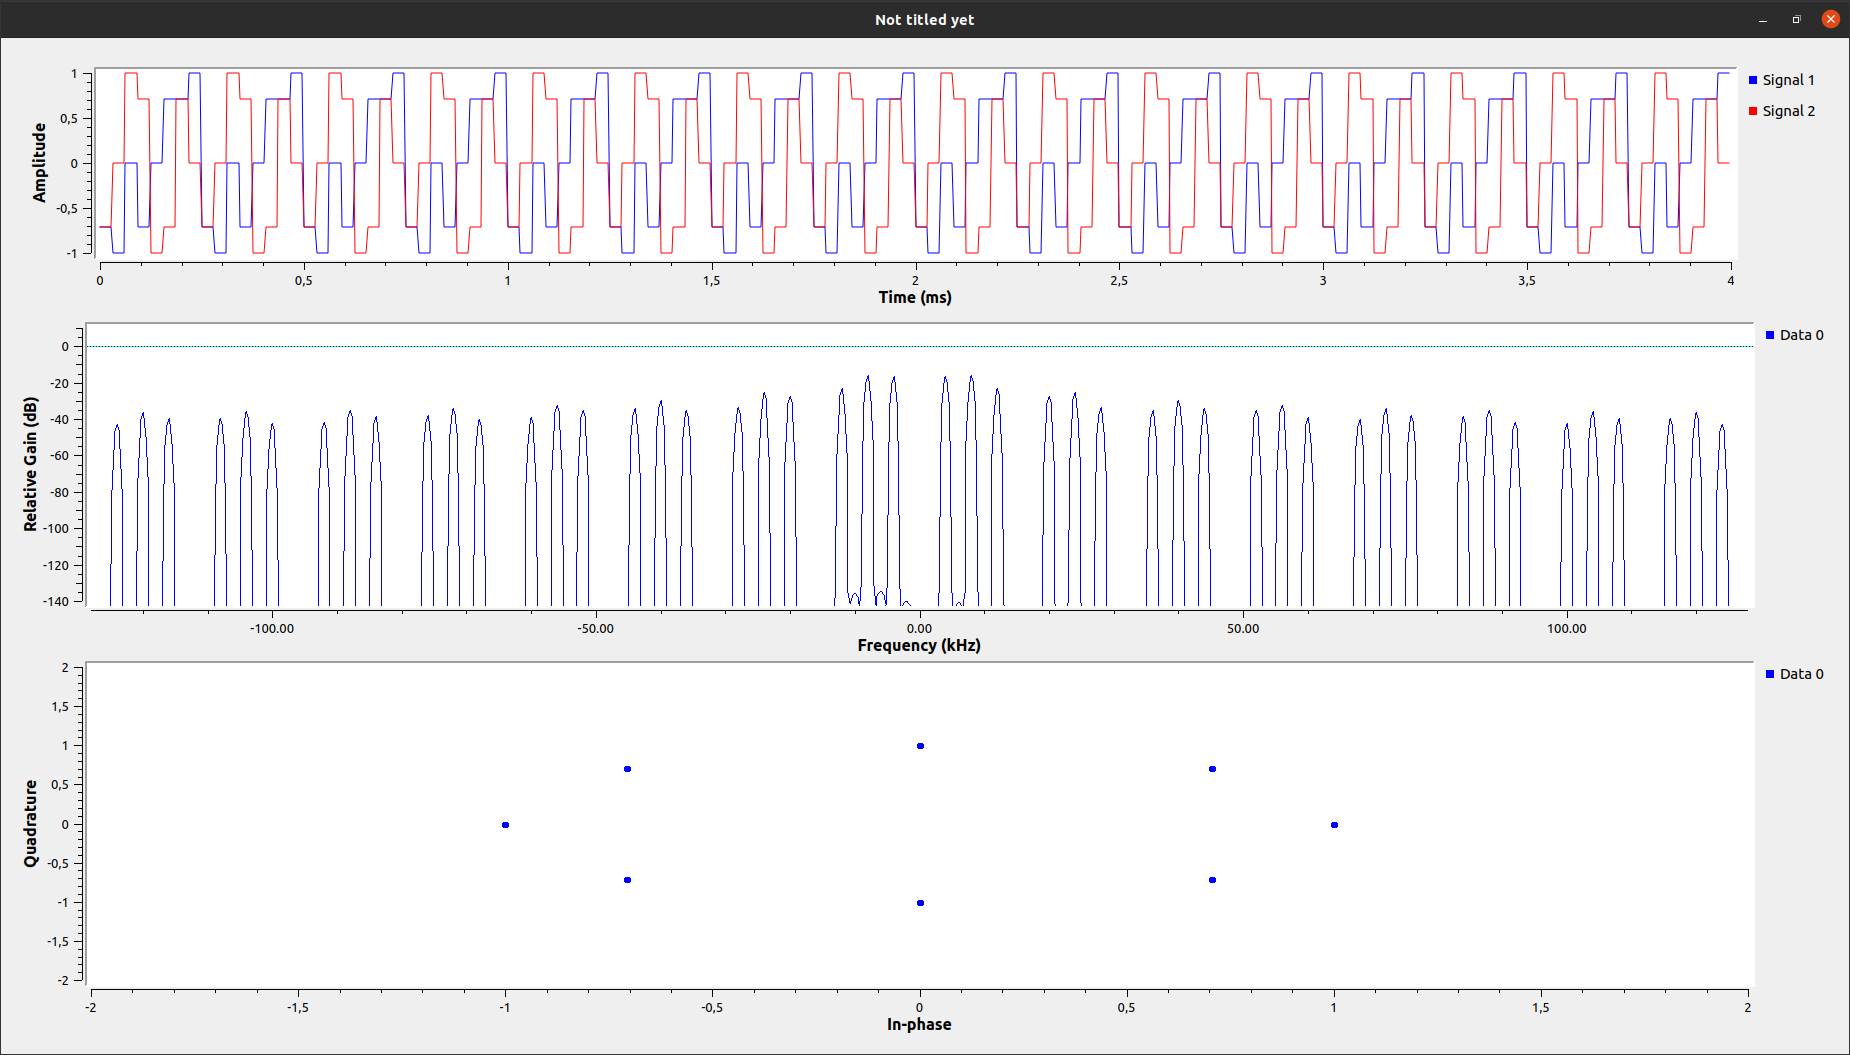 Not titled yet
Amplitude
1
0,5
0
-0,5
-1
Signal 1
Signal 2
0 0,5 1 1,5 2 2,5 3 3,5 4
Time (ms)
Relative Gain (dB)
0
-20
-40
-60
-80
-100
-120
-140
Data 0
-100.00 -50.00 0.00 50.00 100.00
Frequency (kHz)
Quadrature
2
1,5
1
0,5
0
-0,5
-1
-1,5
-2
Data 0
-2 -1,5 -1 -0,5 0 0,5 1 1,5 2
In-phase